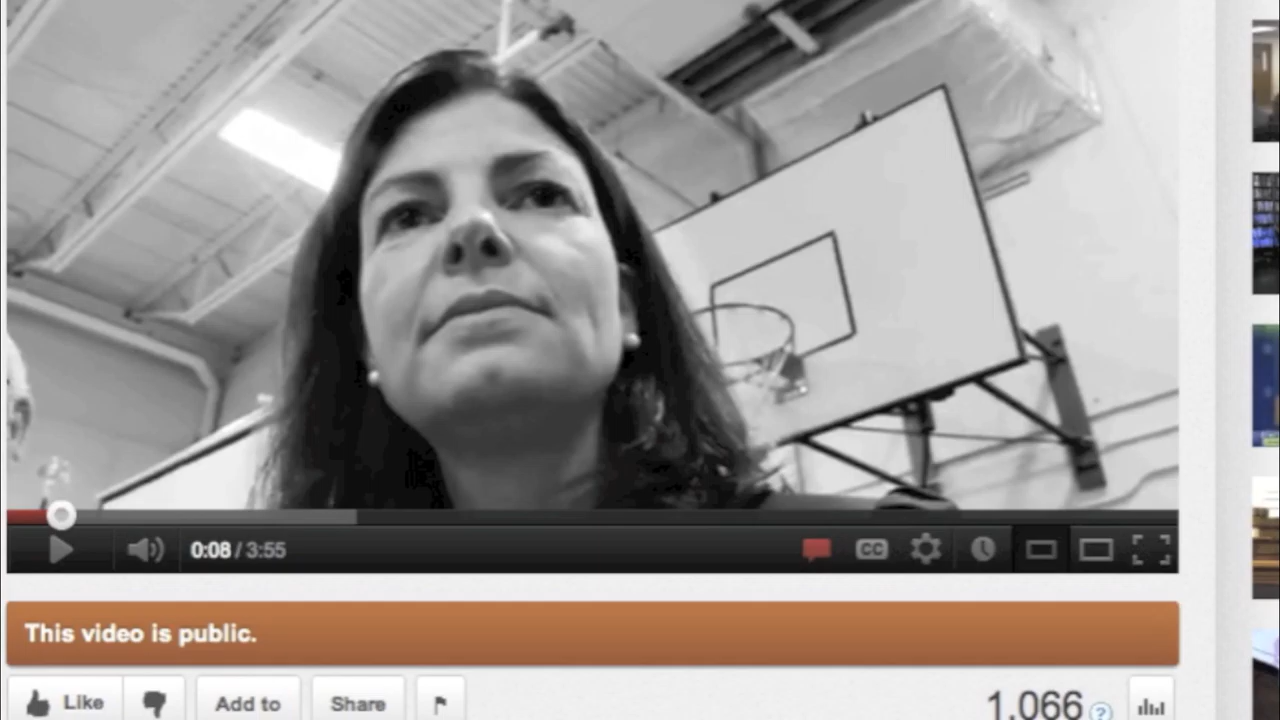 0:08 / 3:55
CC
This video is public.
Like
Add to
Share
1,066
?